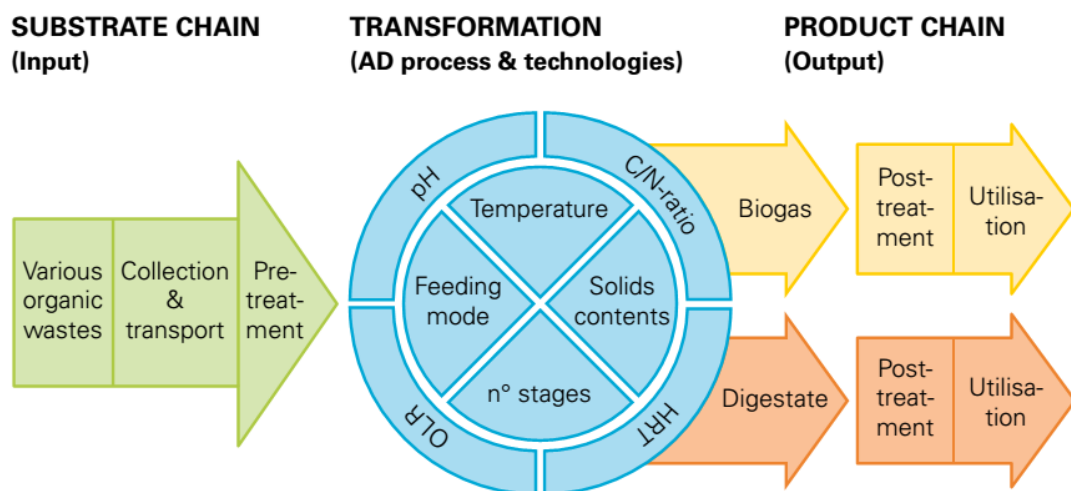 SUBSTRATE CHAIN
(Input)
TRANSFORMATION
(AD process & technologies)
PRODUCT CHAIN
(Output)
Various
organic
wastes
Collection
&
transport
Pre-
treat-
ment
pH
C/N-ratio
OLR
HRT
Temperature
Feeding
mode
Solids
contents
n° stages
Biogas
Post-
treat-
ment
Utilisa-
tion
Digestate
Post-
treat-
ment
Utilisa-
tion